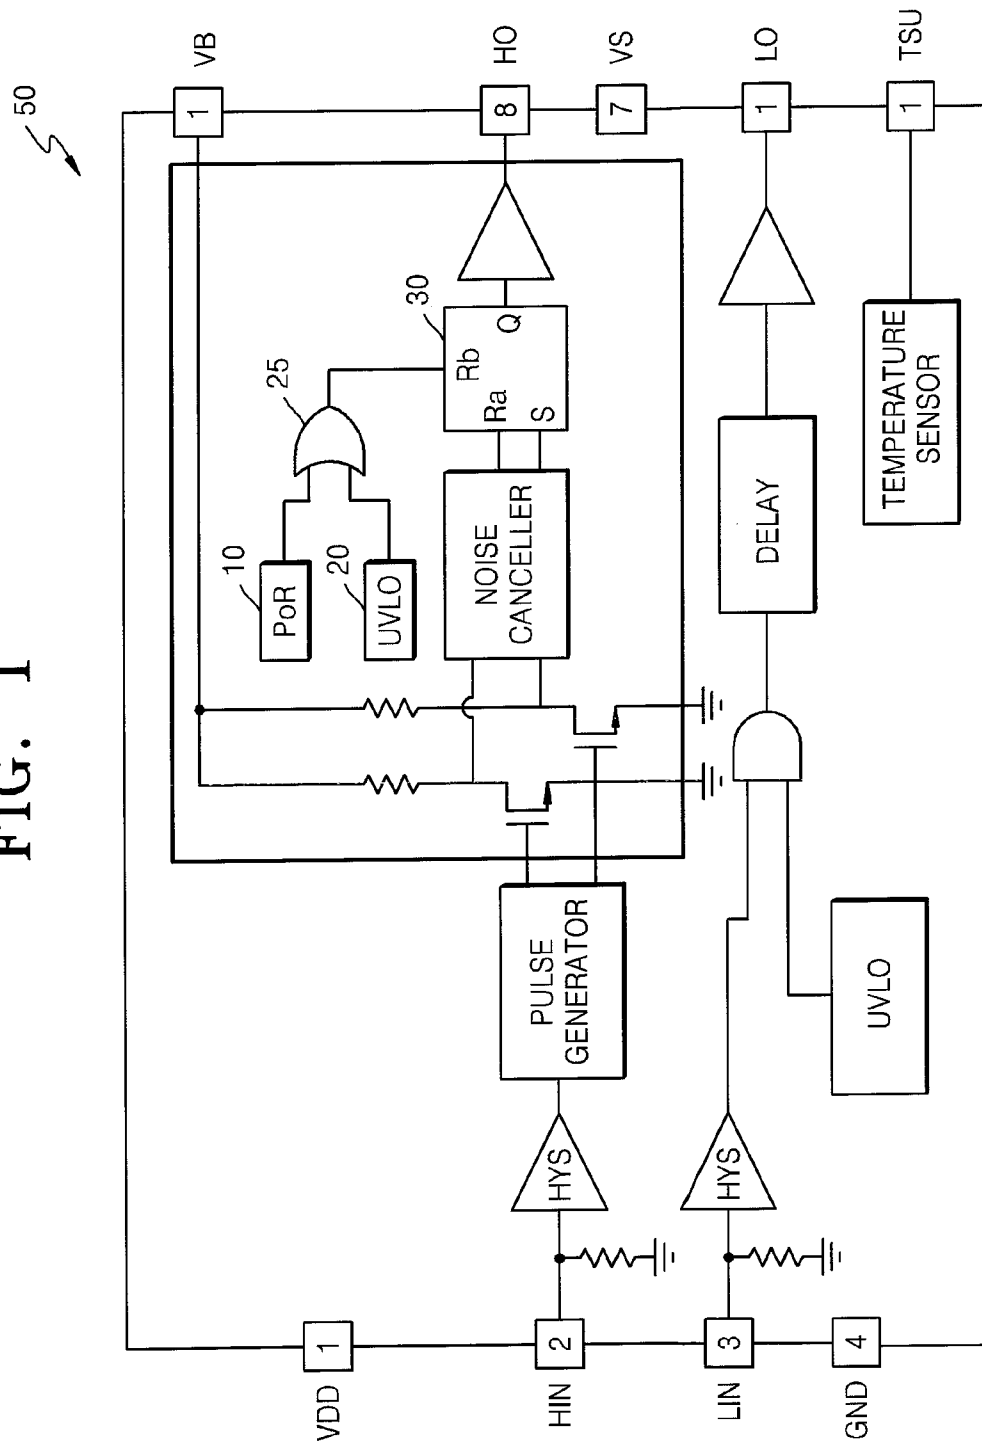 FIG. 1
50
VDD
1
HIN
2
LIN
3
GND
4
HYS
HYS
PULSE
GENERATOR
UVLO
PoR
10
UVLO
20
25
NOISE
CANCELLER
Ra
Rb
S
Q
30
DELAY
TEMPERATURE
SENSOR
1
VB
8
HO
7
VS
1
LO
1
TSU